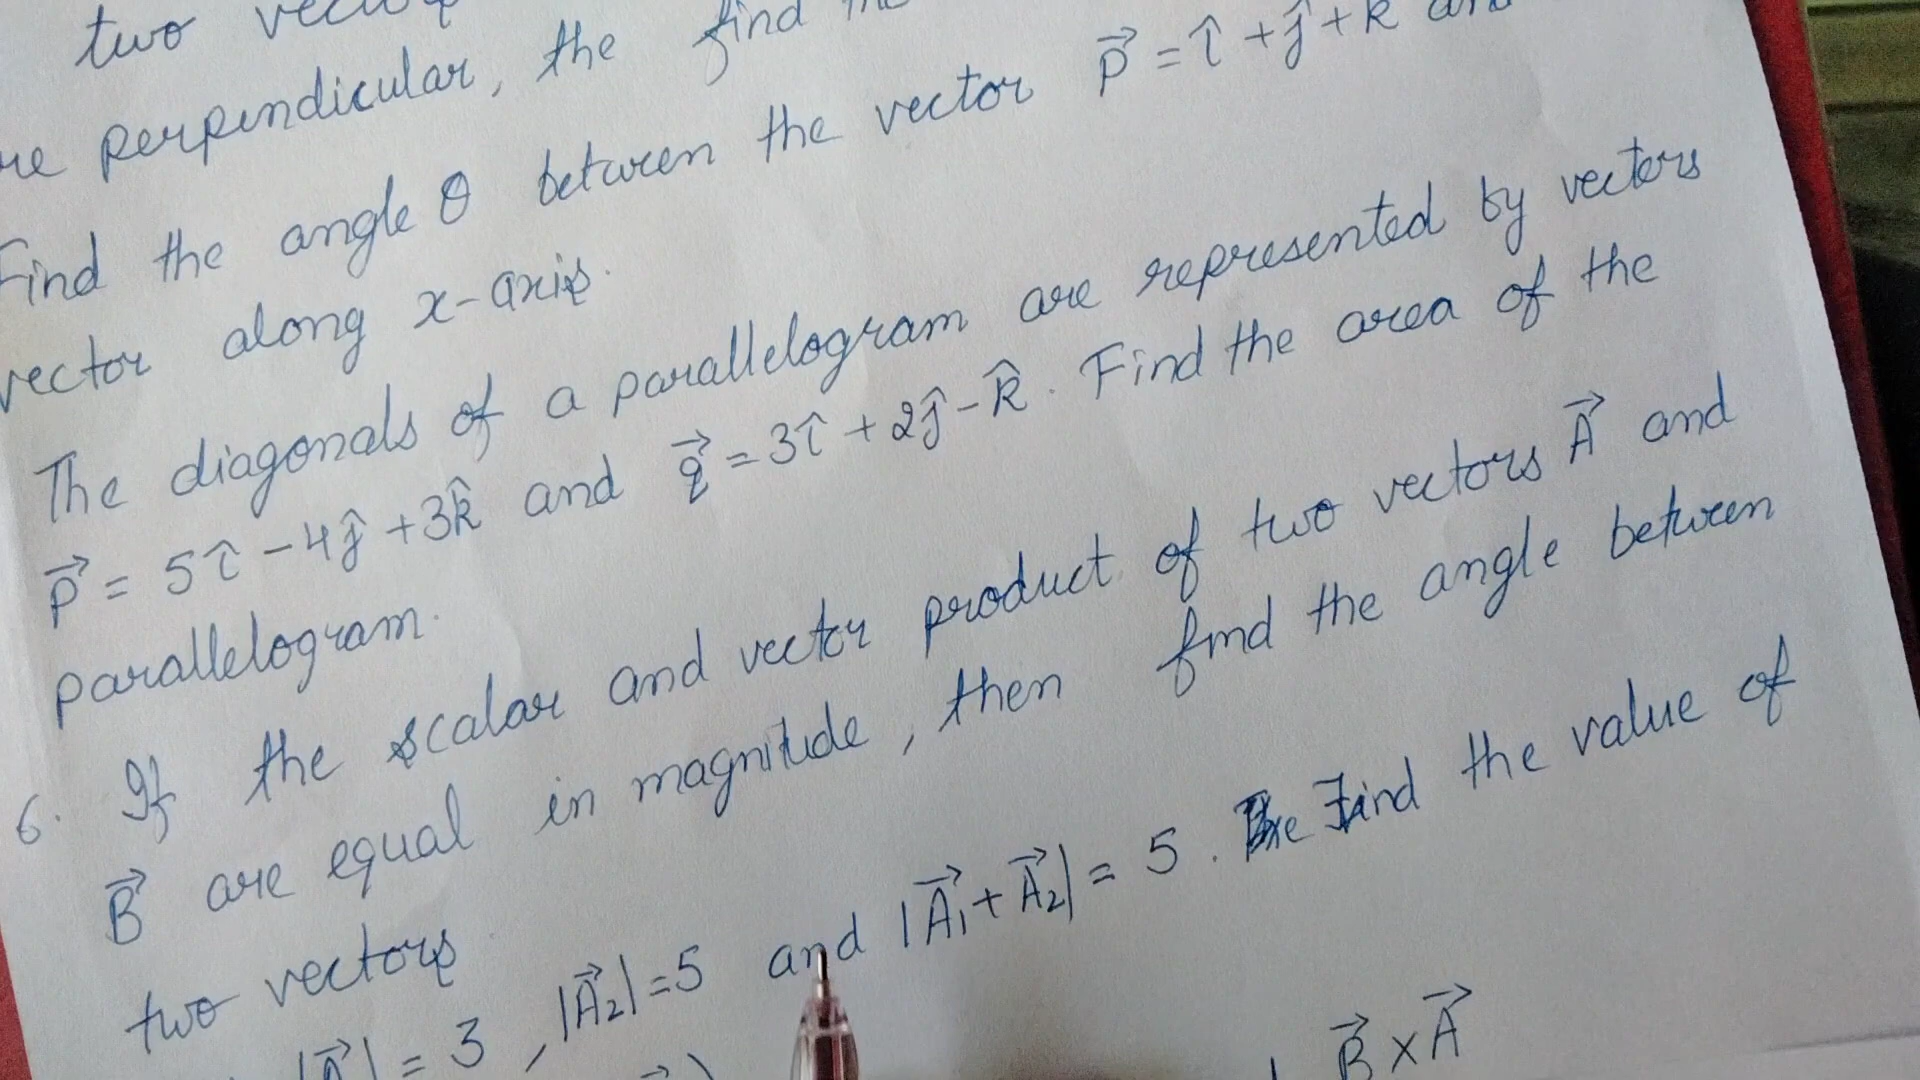 two
re perpendicular, the find
Find the angle θ between the vector P⃗ = î + ĵ + k̂ and
vector along x-axis.
The diagonals of a parallelogram are represented by vectors
P⃗ = 5î - 4ĵ + 3k̂ and q⃗ = 3î + 2ĵ - k̂. Find the area of the
parallelogram.
6. If the scalar and vector product of two vectors A⃗ and
B⃗ are equal in magnitude, then find the angle between
two vectors
|A⃗| = 3, |A⃗₂| = 5 and |A⃗₁ + A⃗₂| = 5. Find the value of
B⃗ × A⃗